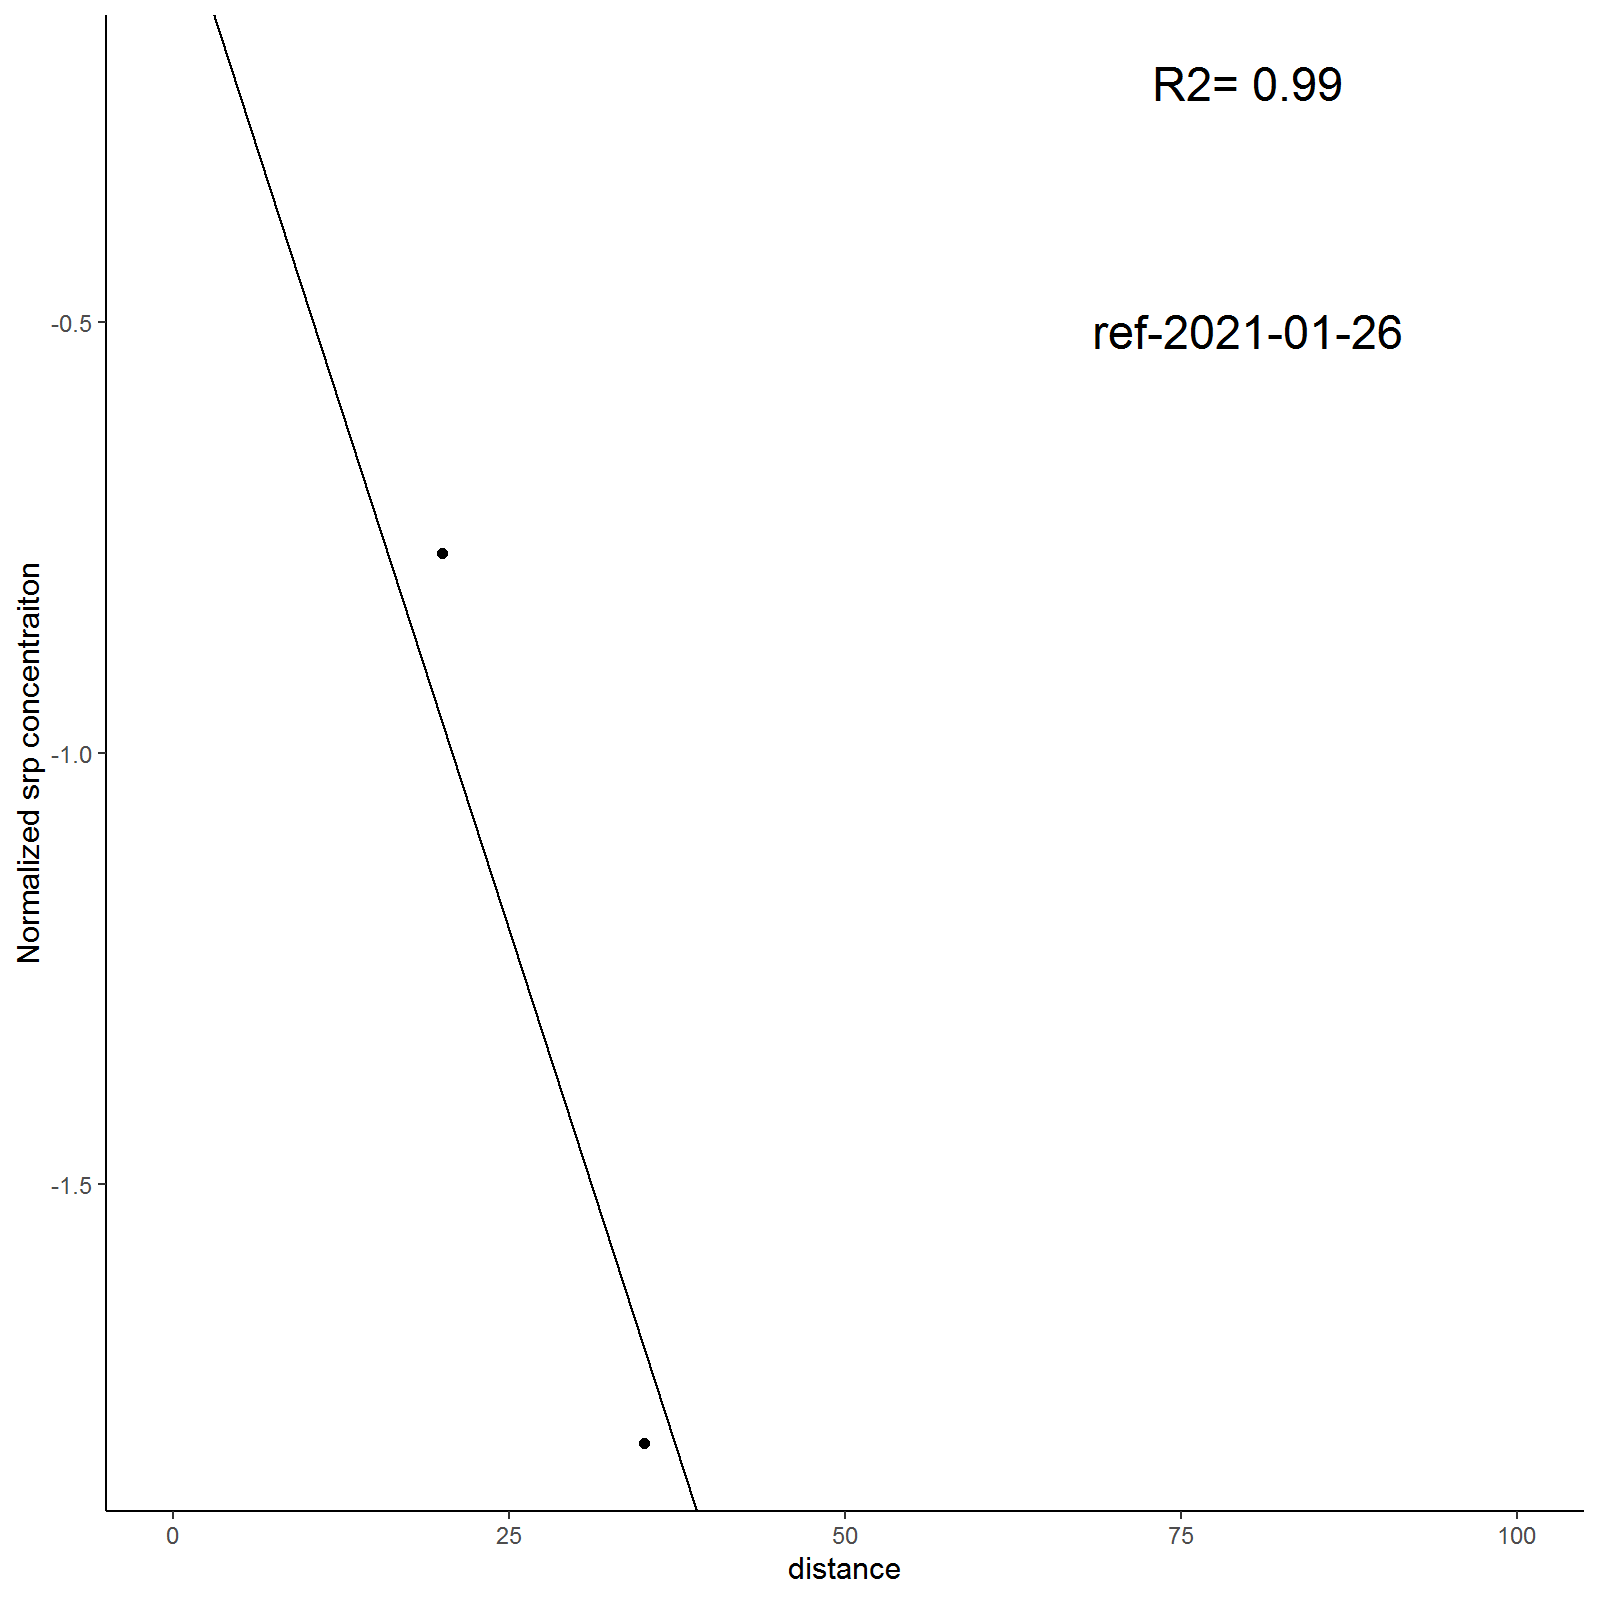 R2= 0.99
ref-2021-01-26
Normalized srp concentraiton
-0.5
-1.0
-1.5
0 25 50 75 100
distance